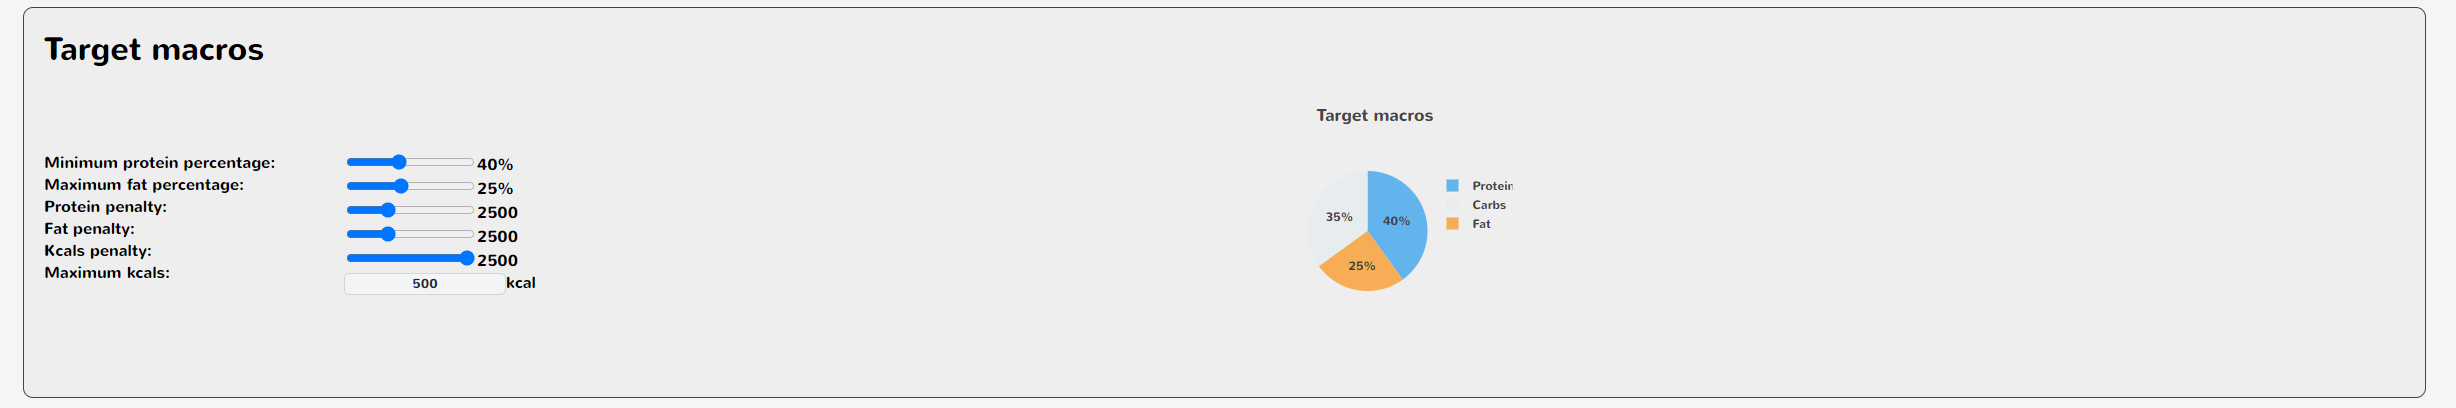 Target macros
Minimum protein percentage: 40%
Maximum fat percentage: 25%
Protein penalty: 2500
Fat penalty: 2500
Kcals penalty: 2500
Maximum kcals: 500 kcal
Target macros
Protein
Carbs
Fat
35%
40%
25%